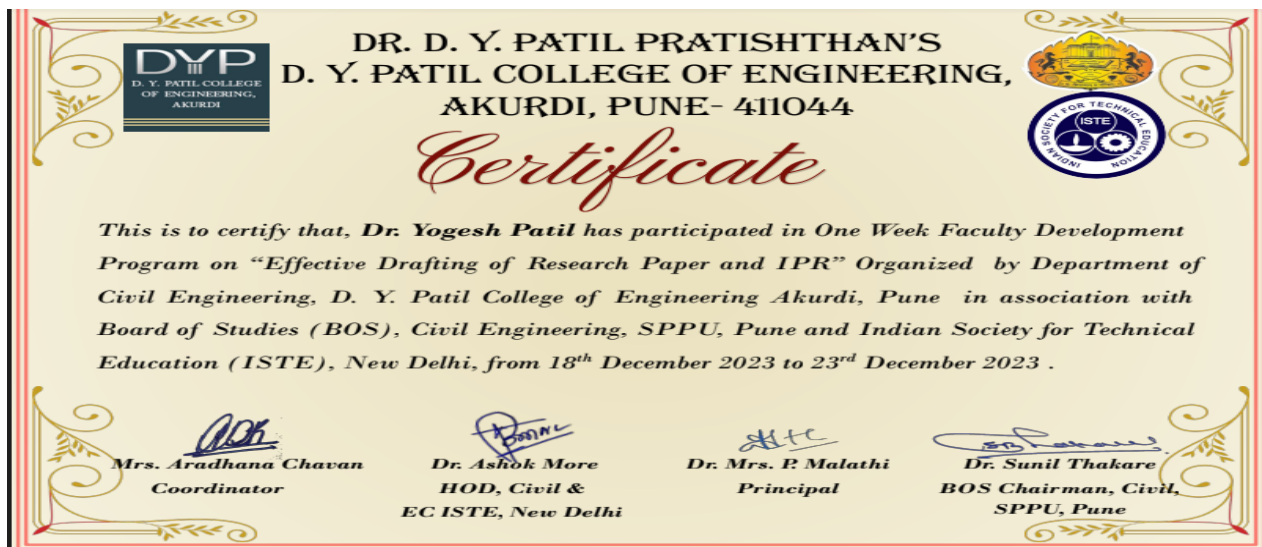 DYP
D. Y. PATIL COLLEGE
OF ENGINEERING,
AKURDI
DR. D. Y. PATIL PRATISHTHAN'S
D. Y. PATIL COLLEGE OF ENGINEERING,
AKURDI, PUNE- 411044
INDIAN SOCIETY FOR TECHNICAL EDUCATION
ISTE
Certificate
This is to certify that, Dr. Yogesh Patil has participated in One Week Faculty Development
Program on “Effective Drafting of Research Paper and IPR” Organized by Department of
Civil Engineering, D. Y. Patil College of Engineering Akurdi, Pune in association with
Board of Studies (BOS), Civil Engineering, SPPU, Pune and Indian Society for Technical
Education (ISTE), New Delhi, from 18th December 2023 to 23rd December 2023 .
Mrs. Aradhana Chavan
Coordinator
Dr. Ashok More
HOD, Civil &
EC ISTE, New Delhi
Dr. Mrs. P. Malathi
Principal
Dr. Sunil Thakare
BOS Chairman, Civil,
SPPU, Pune